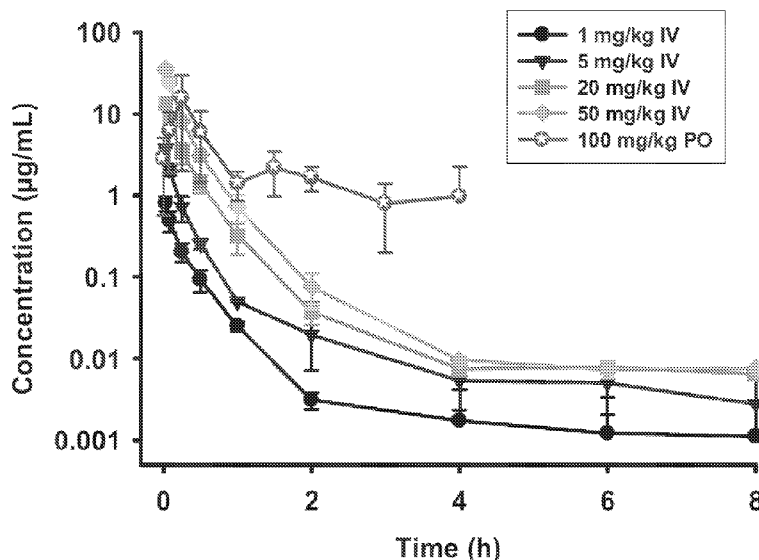 100
10
1
0.1
0.01
0.001
Concentration (µg/mL)
1 mg/kg IV
5 mg/kg IV
20 mg/kg IV
50 mg/kg IV
100 mg/kg PO
0 2 4 6 8
Time (h)